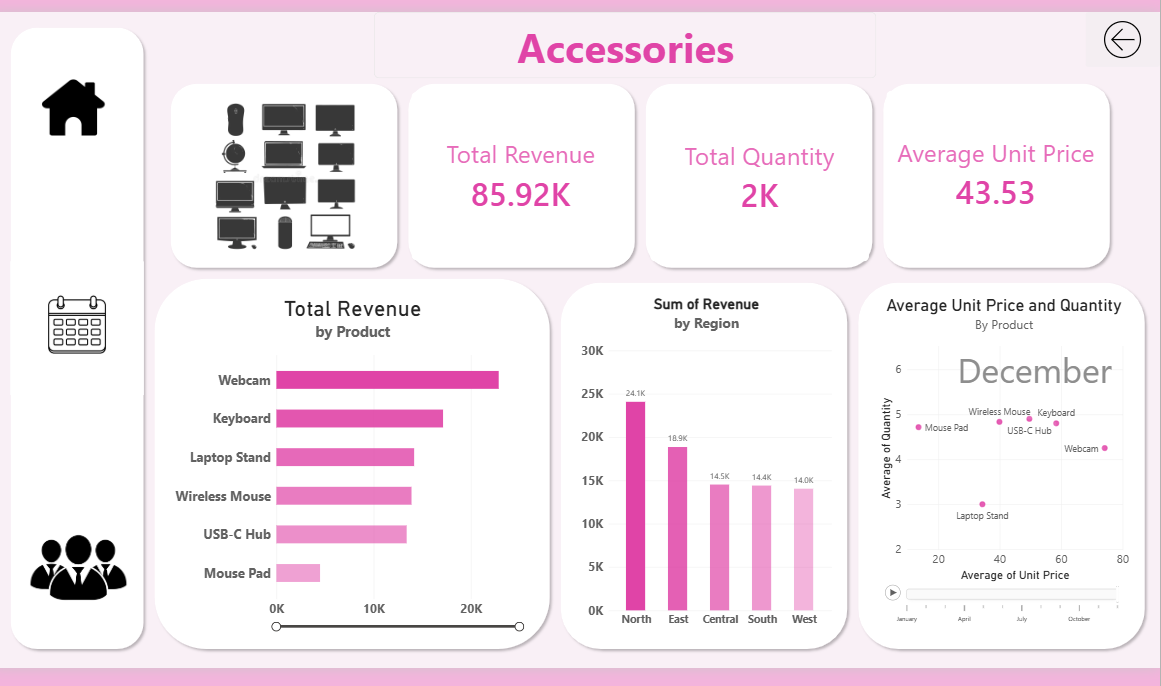 Accessories
Total Revenue
85.92K
Total Quantity
2K
Average Unit Price
43.53
Total Revenue
by Product
Webcam
Keyboard
Laptop Stand
Wireless Mouse
USB-C Hub
Mouse Pad
0K 10K 20K
Sum of Revenue
by Region
30K
25K
20K
15K
10K
5K
0K
24.1K
18.9K
14.5K
14.4K
14.0K
North East Central South West
Average Unit Price and Quantity
By Product
December
Average of Quantity
6
5
4
3
2
Wireless Mouse
Keyboard
Mouse Pad
USB-C Hub
Webcam
Laptop Stand
20 40 60 80
Average of Unit Price
January April July October